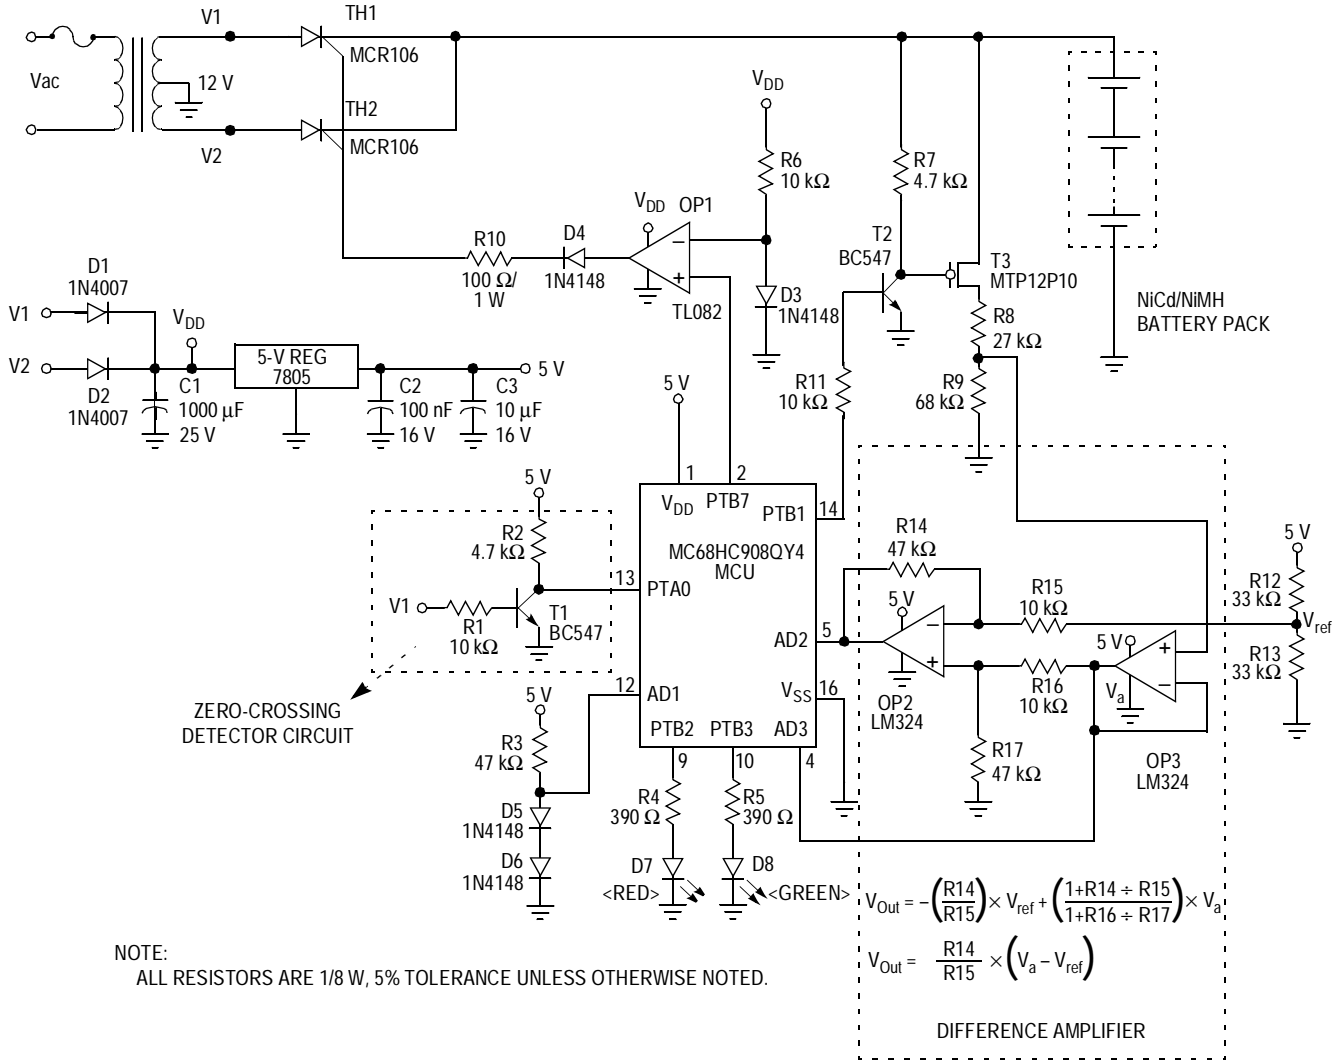 V1
TH1
MCR106
Vac
12 V
TH2
MCR106
V2
VDD
R6
10 kΩ
R7
4.7 kΩ
VDD
OP1
R10
100 Ω/
1 W
D4
1N4148
−
+
TL082
T2
BC547
T3
MTP12P10
D3
1N4148
R8
27 kΩ
NiCd/NiMH
BATTERY PACK
D1
1N4007
V1
VDD
V2
D2
1N4007
5-V REG
7805
5 V
C1
1000 µF
25 V
C2
100 nF
16 V
C3
10 µF
16 V
R11
10 kΩ
R9
68 kΩ
5 V
1
2
VDD
PTB7
PTB1
14
MC68HC908QY4
MCU
5 V
R2
4.7 kΩ
13
PTA0
V1
R1
10 kΩ
T1
BC547
R14
47 kΩ
R15
10 kΩ
5 V
R12
33 kΩ
Vref
R13
33 kΩ
AD2
5
5 V
−
+
OP2
LM324
R16
10 kΩ
5 V
+
−
Va
OP3
LM324
12
AD1
VSS
16
ZERO-CROSSING
DETECTOR CIRCUIT
5 V
R3
47 kΩ
PTB2
PTB3
AD3
9
10
4
R17
47 kΩ
D5
1N4148
D6
1N4148
R4
390 Ω
R5
390 Ω
D7
<RED>
D8
<GREEN>
VOut = −(R14/R15) × Vref + (1+R14 ÷ R15/1+R16 ÷ R17) × Va
VOut = R14/R15 × (Va − Vref)
NOTE:
ALL RESISTORS ARE 1/8 W, 5% TOLERANCE UNLESS OTHERWISE NOTED.
DIFFERENCE AMPLIFIER